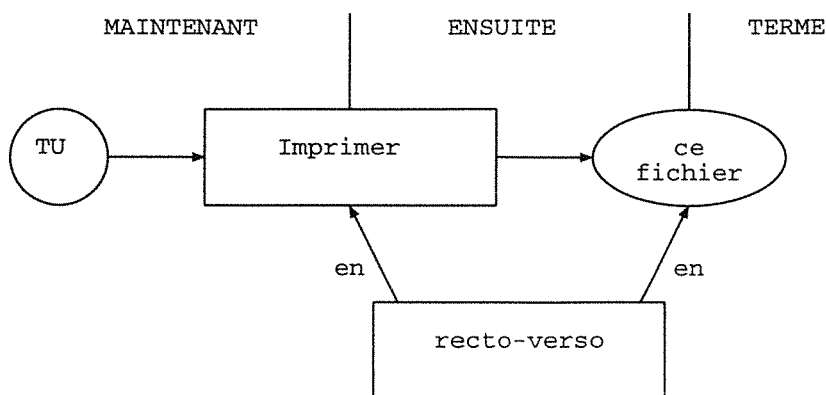 MAINTENANT ENSUITE TERME
TU Imprimer ce
fichier
en en
recto-verso